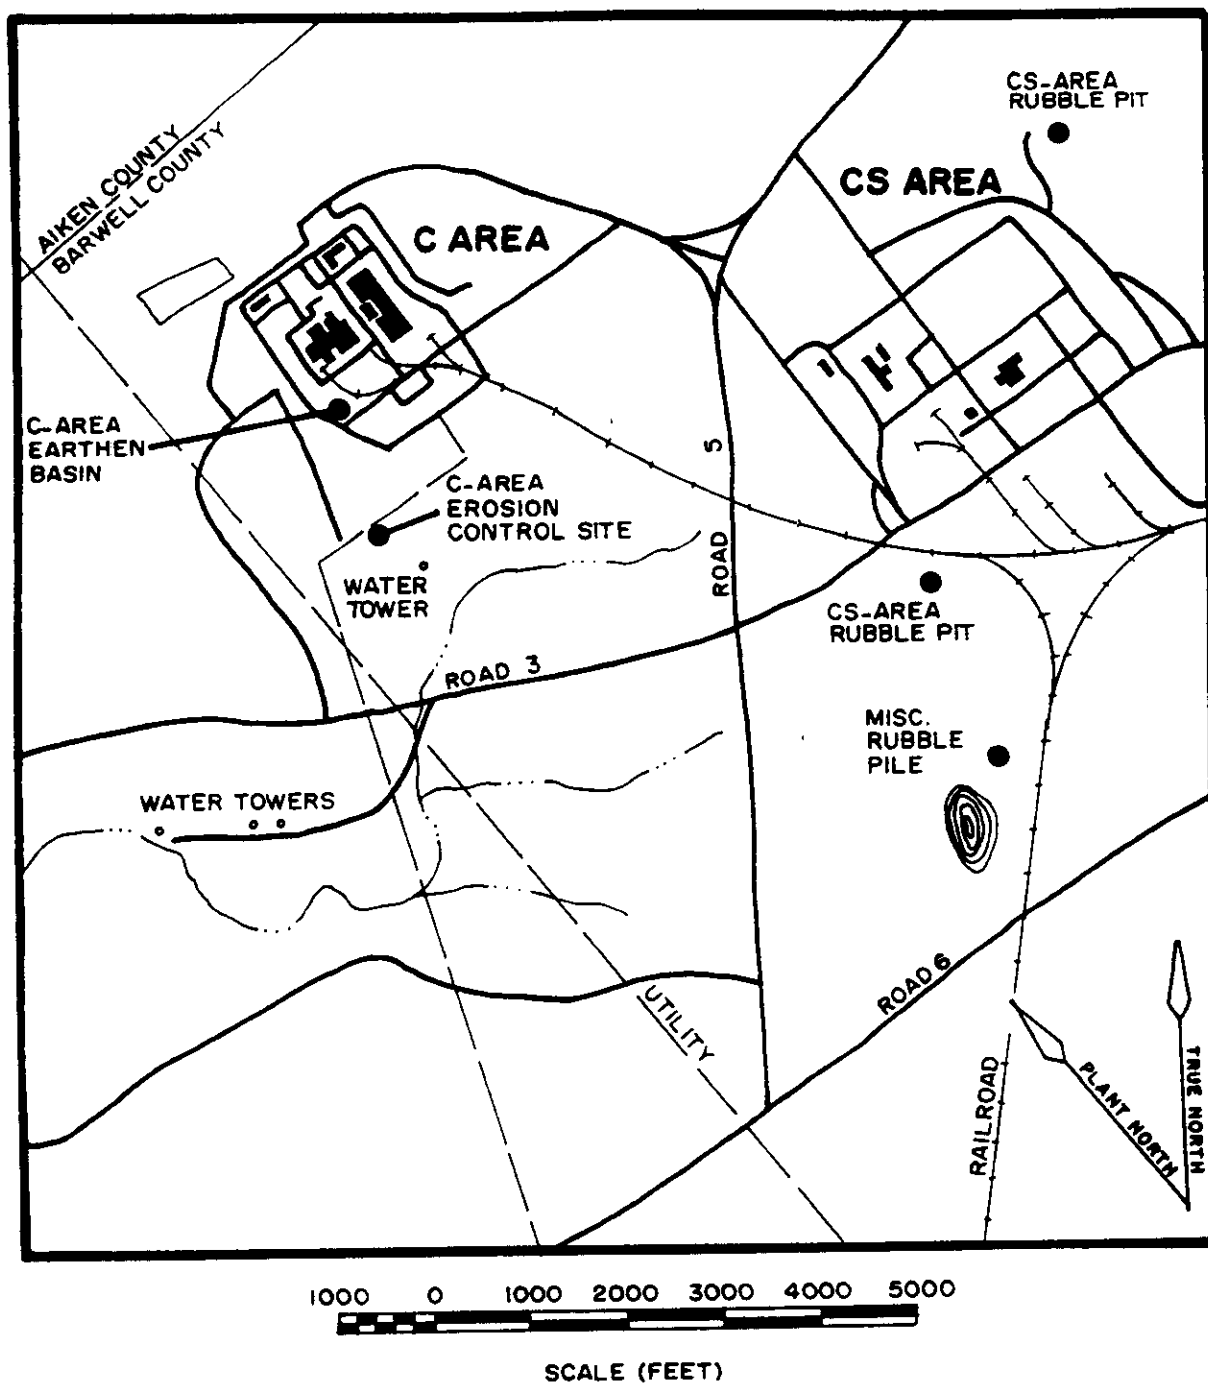 CS-AREA
RUBBLE PIT
CS AREA
AIKEN COUNTY
BARWELL COUNTY
C AREA
C-AREA
EARTHEN
BASIN
C-AREA
EROSION
CONTROL SITE
WATER
TOWER
ROAD 5
CS-AREA
RUBBLE PIT
ROAD 3
MISC.
RUBBLE
PILE
WATER TOWERS
ROAD 6
UTILITY
RAILROAD
PLANT NORTH
TRUE NORTH
1000 0 1000 2000 3000 4000 5000
SCALE (FEET)